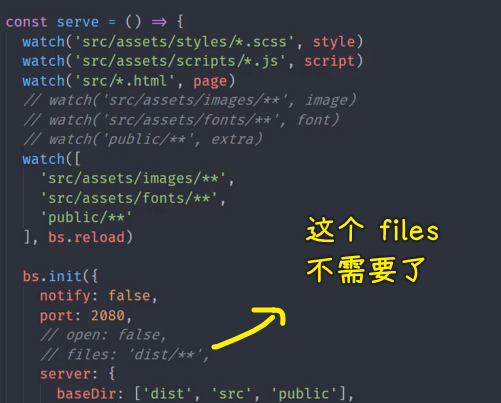 const serve = () => {
  watch('src/assets/styles/*.scss', style)
  watch('src/assets/scripts/*.js', script)
  watch('src/*.html', page)
  // watch('src/assets/images/**', image)
  // watch('src/assets/fonts/**', font)
  // watch('public/**', extra)
  watch([
    'src/assets/images/**',
    'src/assets/fonts/**',
    'public/**'
  ], bs.reload)
这个 files
不需要了
  bs.init({
    notify: false,
    port: 2080,
    // open: false,
    // files: 'dist/**',
    server: {
      baseDir: ['dist', 'src', 'public'],